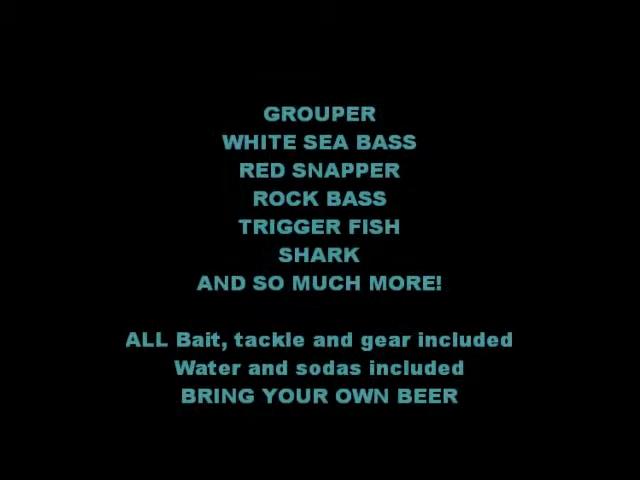 GROUPER
WHITE SEA BASS
RED SNAPPER
ROCK BASS
TRIGGER FISH
SHARK
AND SO MUCH MORE!
ALL Bait, tackle and gear included
Water and sodas included
BRING YOUR OWN BEER